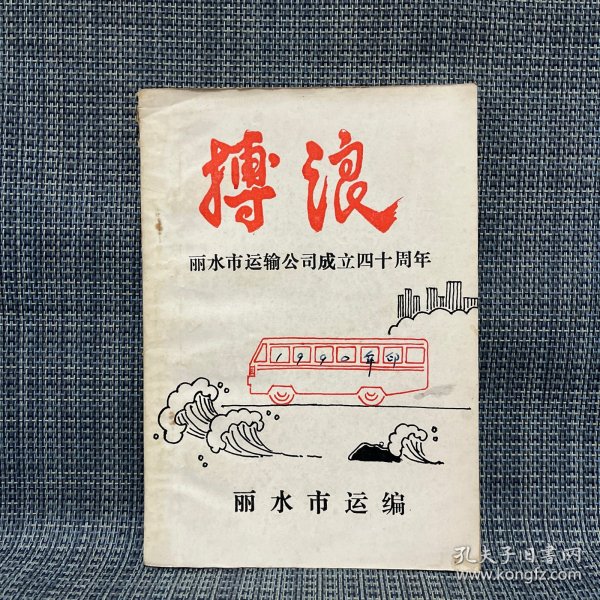 搏浪
丽水市运输公司成立四十周年
1990年印
丽水市运编
孔夫子旧书网
www.kongfz.com